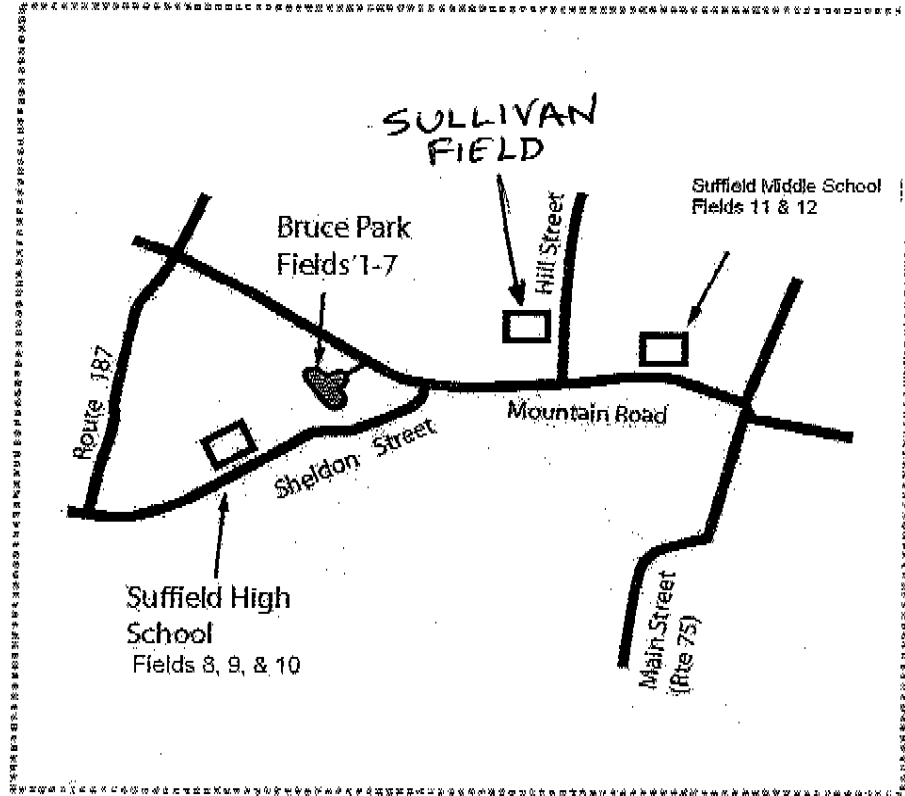 SULLIVAN
FIELD
Suffield Middle School
Fields 11 & 12
Hill Street
Bruce Park
Fields 1-7
Route 187
Mountain Road
Sheldon Street
Suffield High
School
Fields 8, 9, & 10
Main Street
(Rte 75)